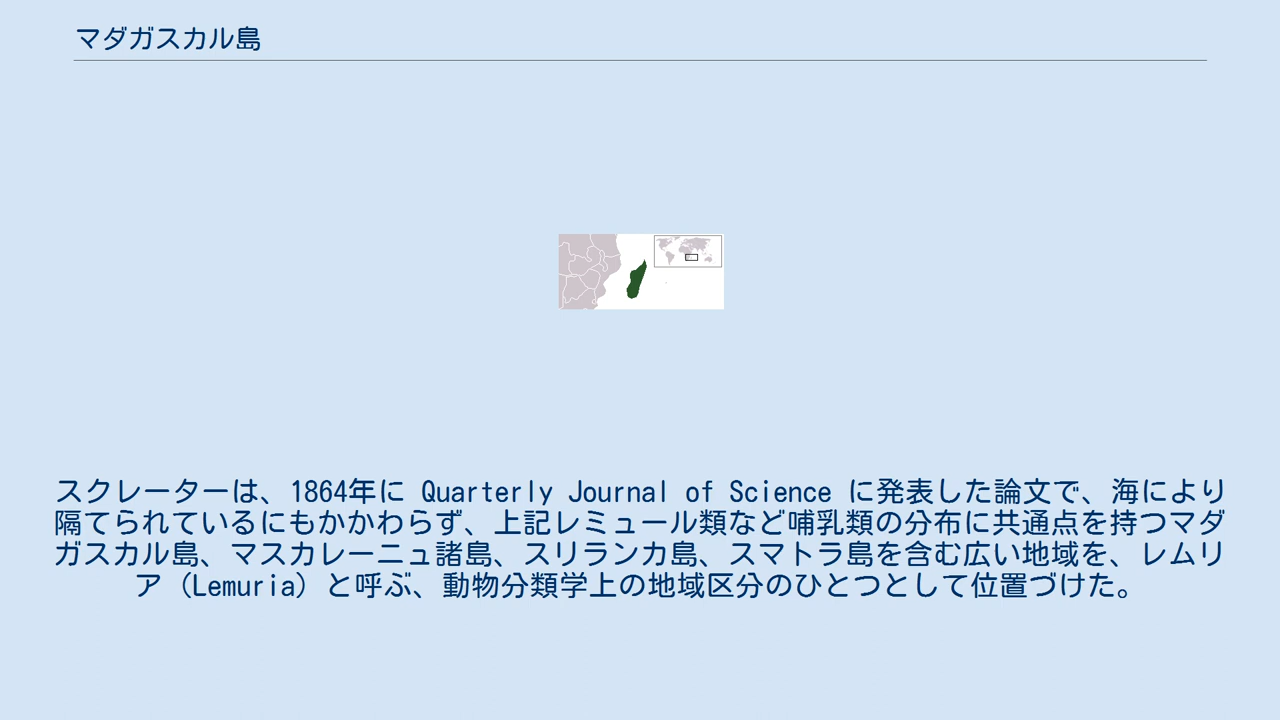 マダガスカル島
スクレーターは、1864年に Quarterly Journal of Science に発表した論文で、海により
隔てられているにもかかわらず、上記レミュール類など哺乳類の分布に共通点を持つマダ
ガスカル島、マスカレーニュ諸島、スリランカ島、スマトラ島を含む広い地域を、レムリ
ア（Lemuria）と呼ぶ、動物分類学上の地域区分のひとつとして位置づけた。